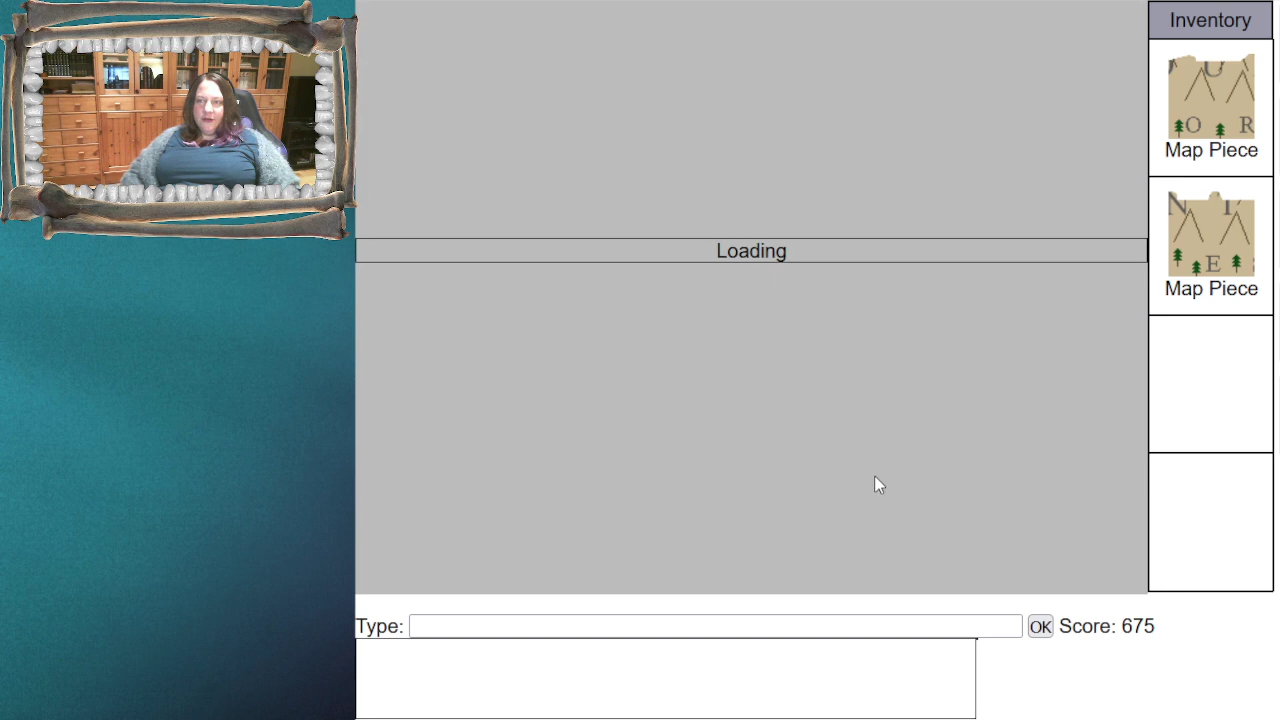 Inventory
U
O R
Map Piece
Loading
N
E
Map Piece
Type:
OK
Score: 675